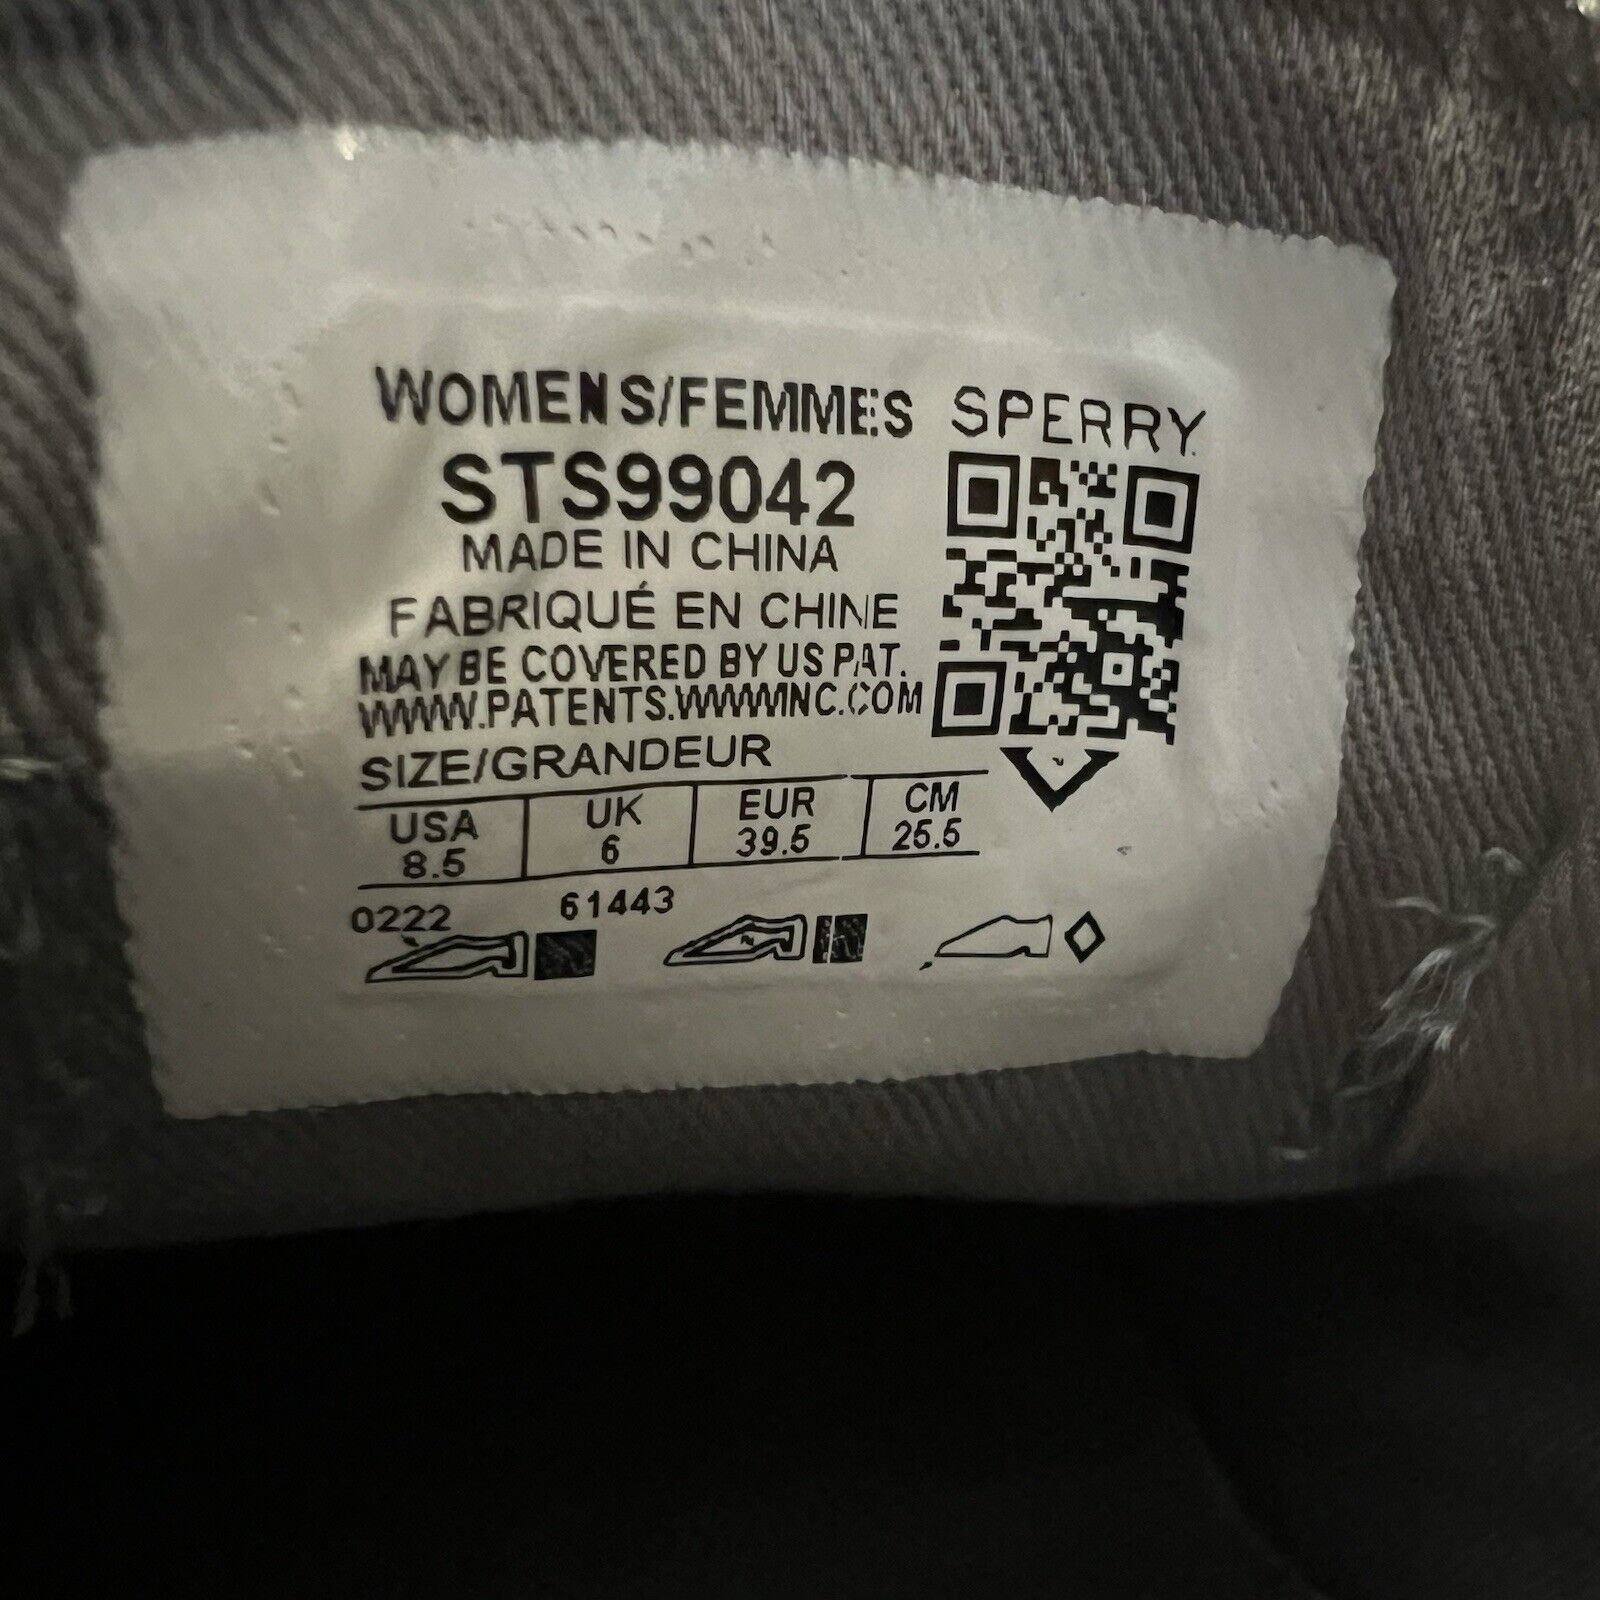 WOMENS/FEMMES SPERRY
STS99042
MADE IN CHINA
FABRIQUÉ EN CHINE
MAY BE COVERED BY US PAT.
WWW.PATENTS.WWWINC.COM
SIZE/GRANDEUR
USA UK EUR CM
8.5 6 39.5 25.5
0222 61443